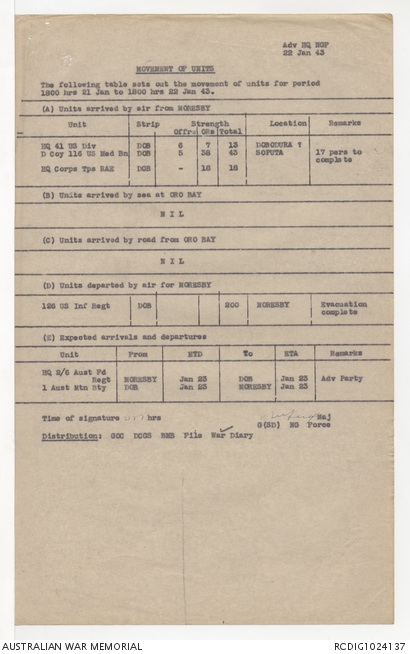 Adv HQ NGF
22 Jan 43
MOVEMENT OF UNITS
The following table sets out the movement of units for period
1800 hrs 21 Jan to 1800 hrs 22 Jan 43.
(A) Units arrived by air from MORESBY
Unit Strip Strength Location Remarks
Offrs ORs Total
HQ 41 US Div DOB 6 7 13 DOBODURA
D Coy 116 US Med Bn DOB 5 38 43 SOPUTA 17 pers to
complete
HQ Corps Tps RAE DOB - 18 18
(B) Units arrived by sea at ORO BAY
N I L
(C) Units arrived by road from ORO BAY
N I L
(D) Units departed by air for MORESBY
126 US Inf Regt DOB 200 MORESBY Evacuation
complete
(E) Expected arrivals and departures
Unit From ETD To ETA Remarks
HQ 2/6 Aust Fd
Regt MORESBY Jan 23 DOB Jan 23 Adv Party
1 Aust Mtn Bty DOB Jan 23 MORESBY Jan 23
Time of signature hrs
Maj
G(SD) NG Force
Distribution: GOC DCGS BHS File War Diary
AUSTRALIAN WAR MEMORIAL
RCDIG1024137